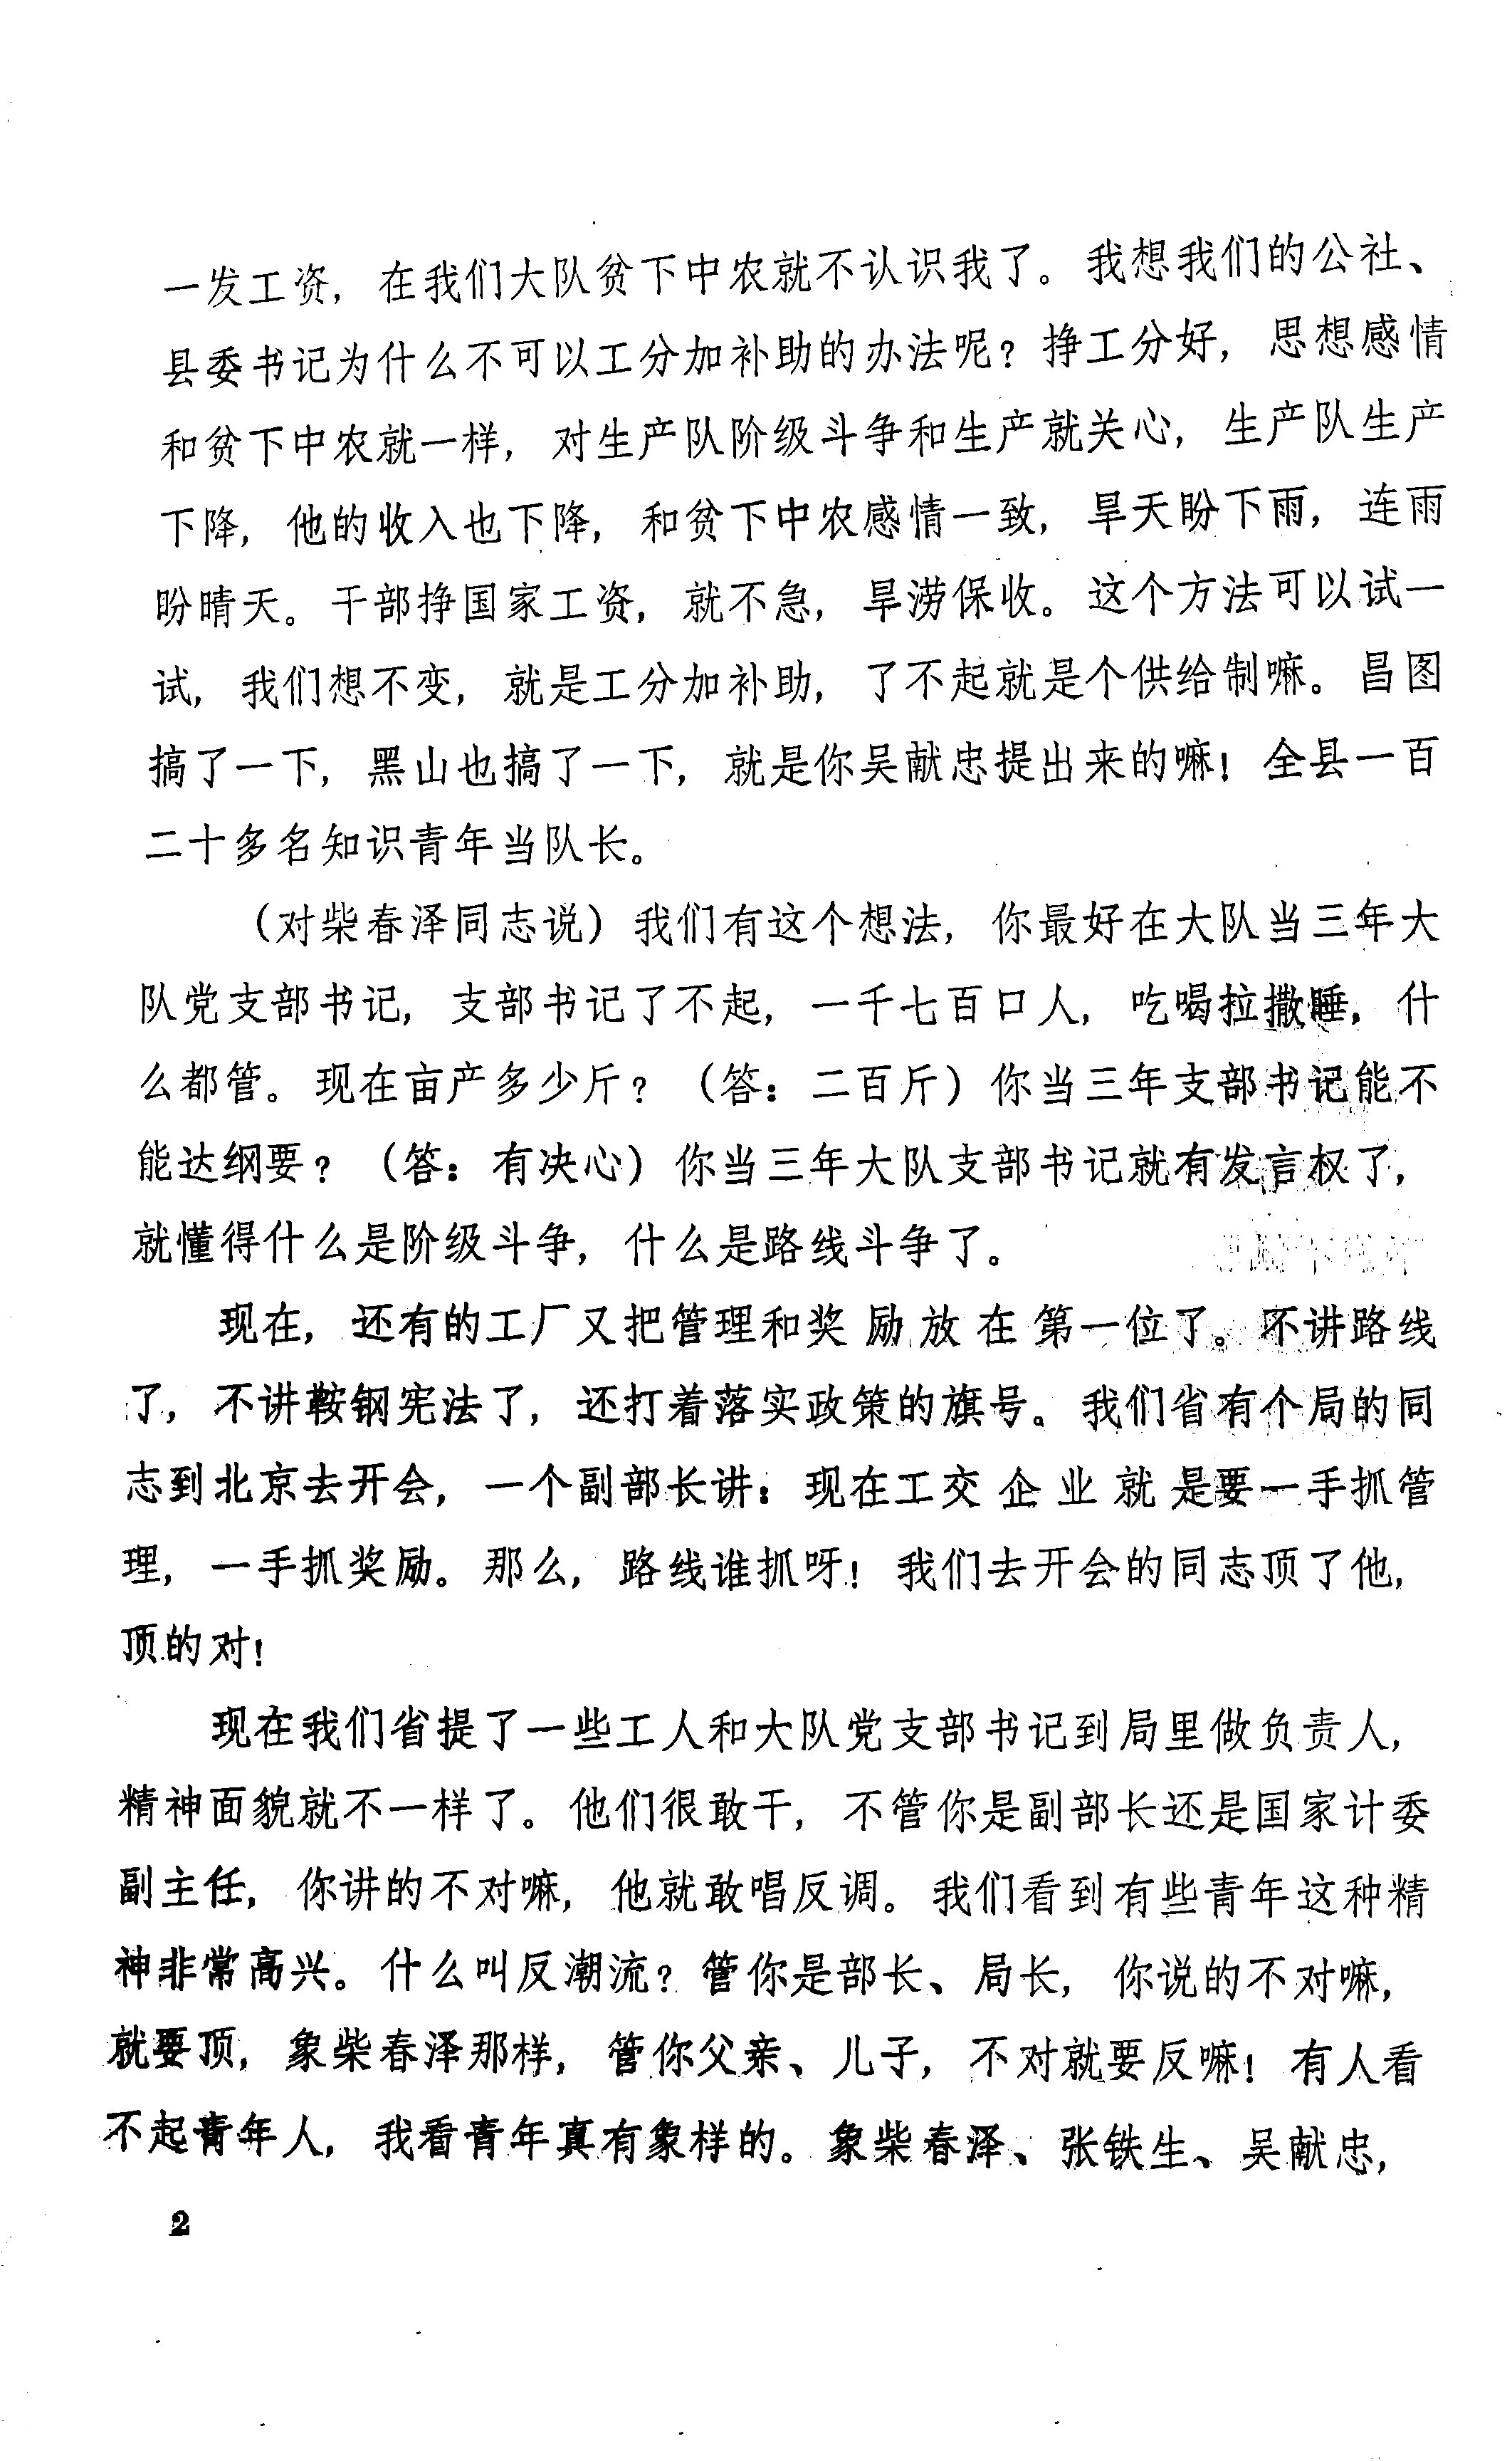 一发工资，在我们大队贫下中农就不认识我了。我想我们的公社、
县委书记为什么不可以工分加补助的办法呢？挣工分好，思想感情
和贫下中农就一样，对生产队阶级斗争和生产就关心，生产队生产
下降，他的收入也下降，和贫下中农感情一致，旱天盼下雨，连雨
盼晴天。干部挣国家工资，就不急，旱涝保收。这个方法可以试一
试，我们想不变，就是工分加补助，了不起就是个供给制嘛。昌图
搞了一下，黑山也搞了一下，就是你吴献忠提出来的嘛！全县一百
二十多名知识青年当队长。
（对柴春泽同志说）我们有这个想法，你最好在大队当三年大
队党支部书记，支部书记了不起，一千七百口人，吃喝拉撒睡，什
么都管。现在亩产多少斤？（答：二百斤）你当三年支部书记能不
能达纲要？（答：有决心）你当三年大队支部书记就有发言权了，
就懂得什么是阶级斗争，什么是路线斗争了。
现在，还有的工厂又把管理和奖励放在第一位了。不讲路线
了，不讲鞍钢宪法了，还打着落实政策的旗号。我们省有个局的同
志到北京去开会，一个副部长讲：现在工交企业就是要一手抓管
理，一手抓奖励。那么，路线谁抓呀！我们去开会的同志顶了他，
顶的对！
现在我们省提了一些工人和大队党支部书记到局里做负责人，
精神面貌就不一样了。他们很敢干，不管你是副部长还是国家计委
副主任，你讲的不对嘛，他就敢唱反调。我们看到有些青年这种精
神非常高兴。什么叫反潮流？管你是部长、局长，你说的不对嘛，
就要顶，象柴春泽那样，管你父亲、儿子，不对就要反嘛！有人看
不起青年人，我看青年真有象样的。象柴春泽、张铁生、吴献忠，
2